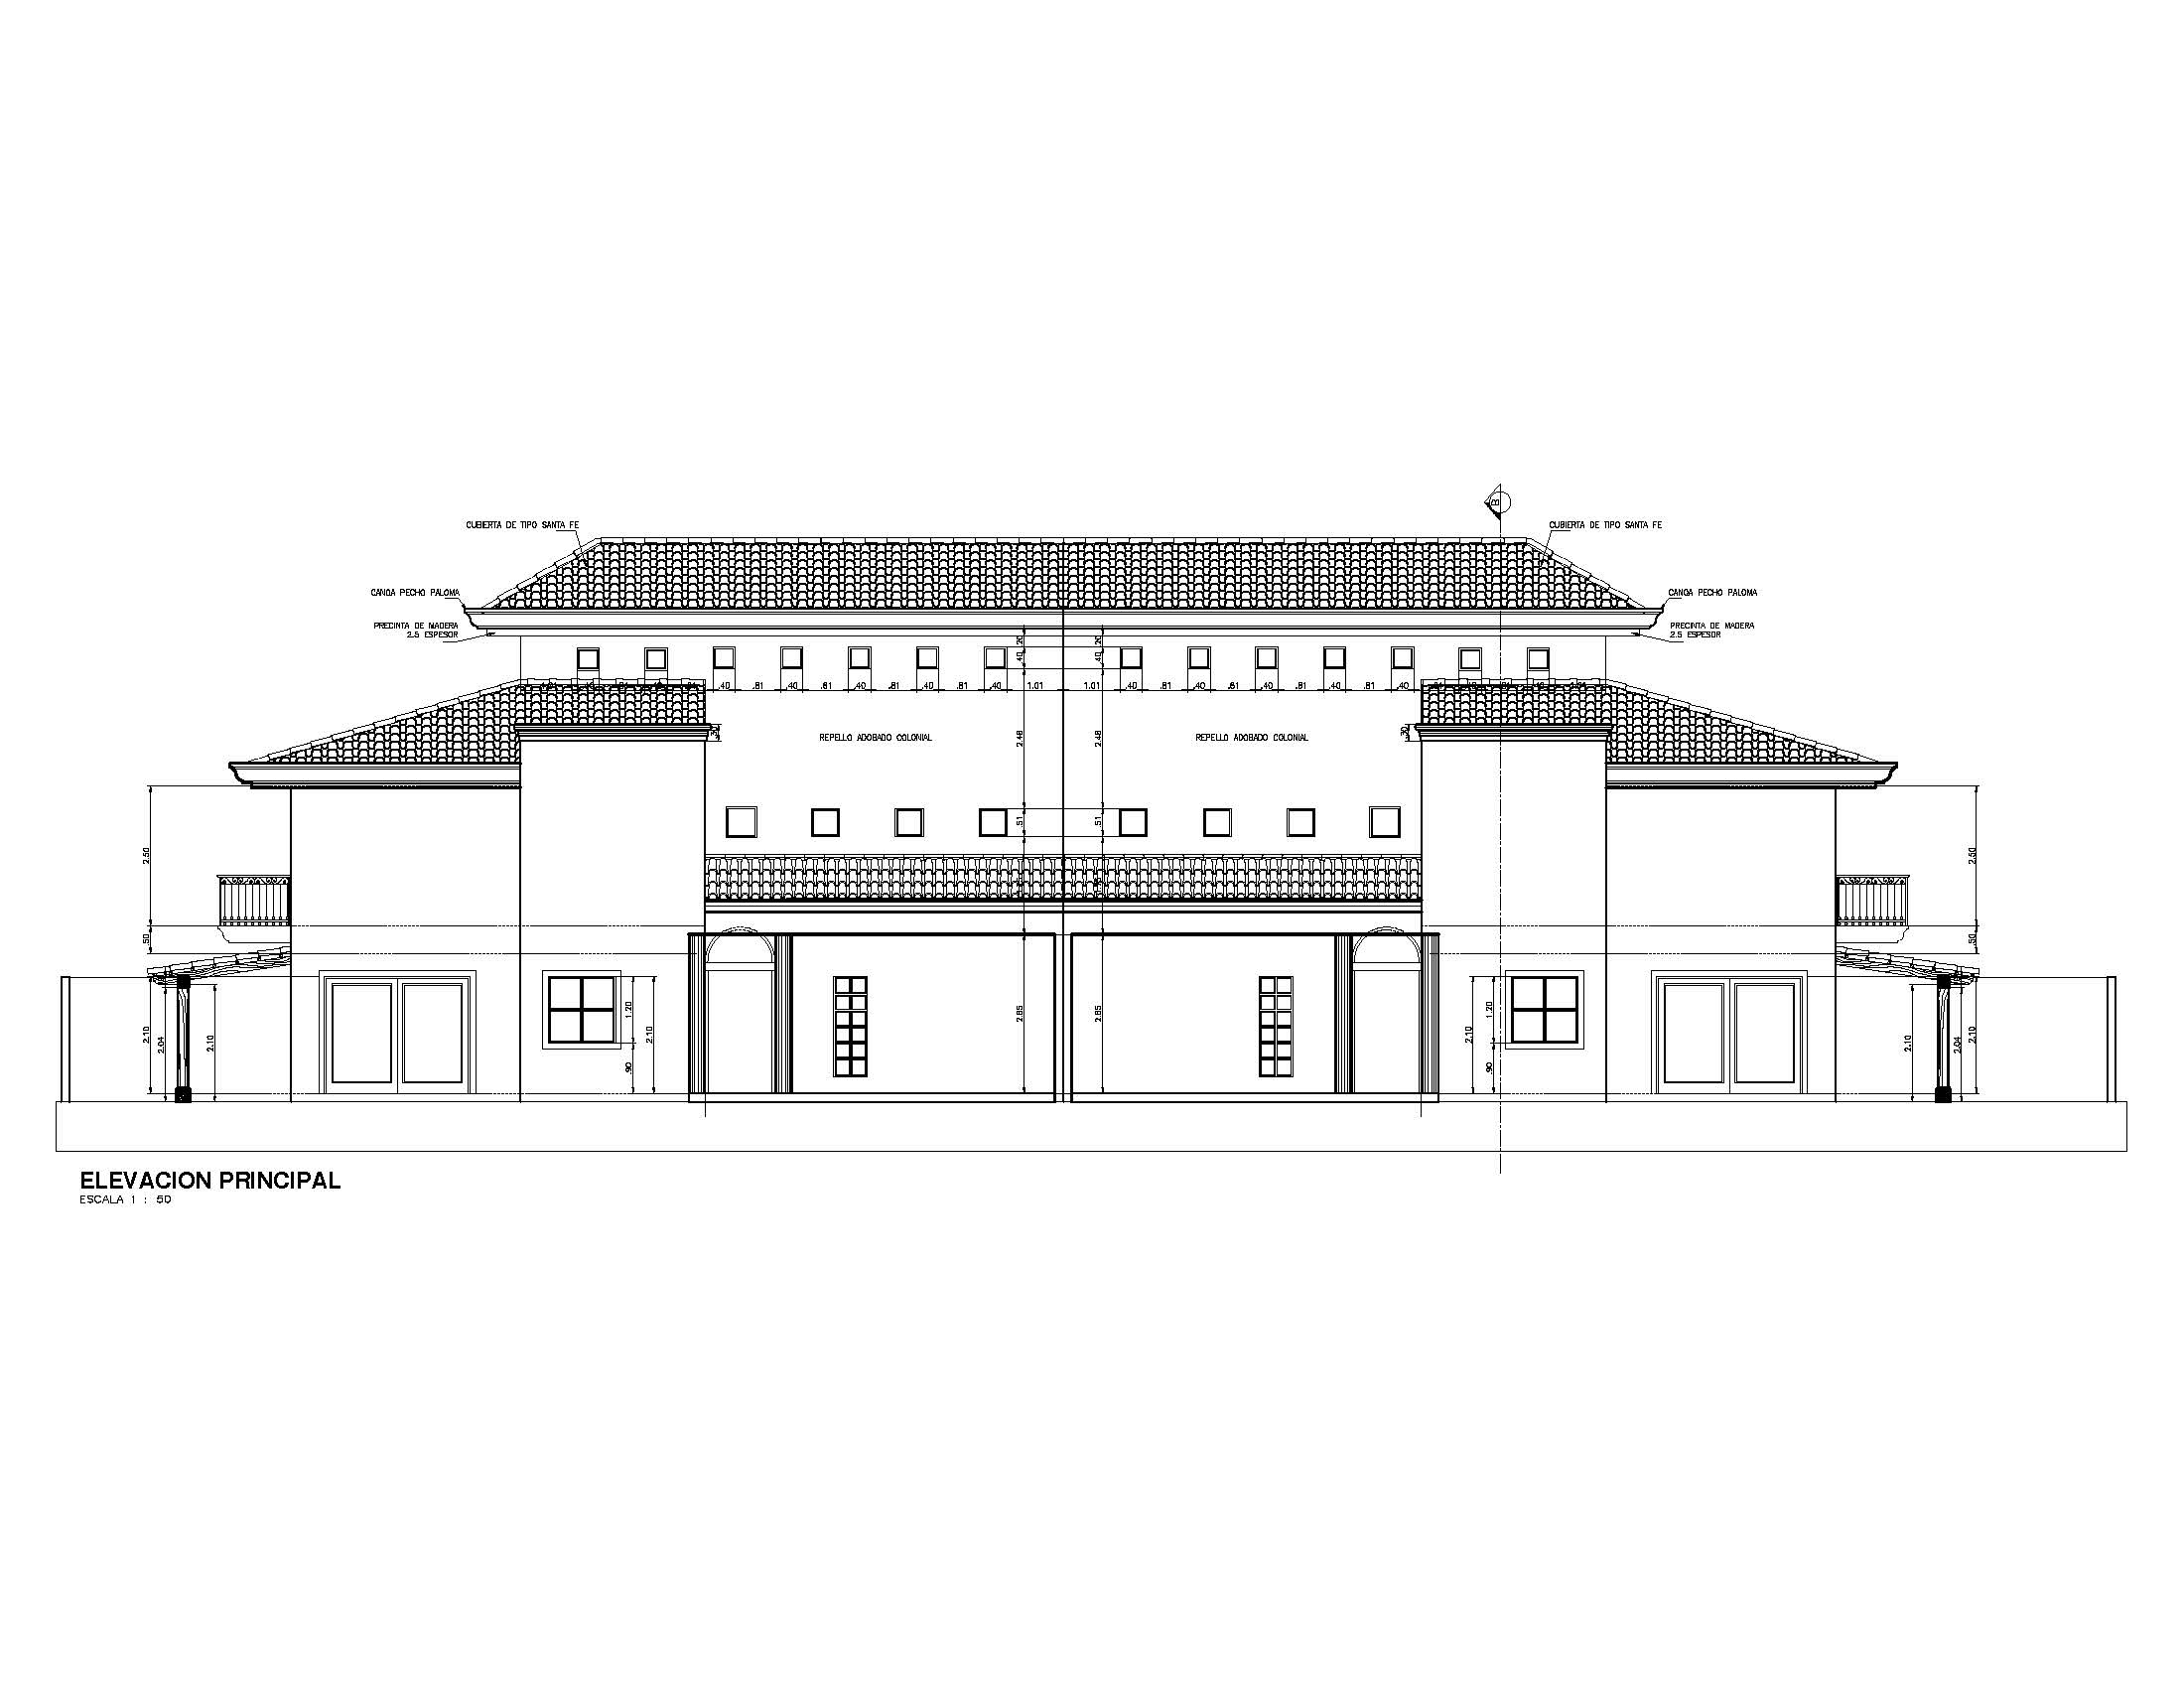 B
CUBIERTA DE TIPO SANTA FE
CUBIERTA DE TIPO SANTA FE
CANOA PECHO PALOMA
CANOA PECHO PALOMA
PRECINTA DE MADERA
2.5 ESPESOR
PRECINTA DE MADERA
2.5 ESPESOR
.20
.20
.40
.40
.40 .81 .40 .81 .40 .81 .40 .81 .40 1.01 1.01 .40 .81 .40 .81 .40 .81 .40 .81 .40
.30
REPELLO ADOBADO COLONIAL
2.48
2.48
REPELLO ADOBADO COLONIAL
.30
.51
.51
2.50
2.50
.50
.50
2.10
2.04
2.10
1.20
.90
2.10
2.85
2.85
2.10
1.20
.90
2.10
2.04
2.10
ELEVACION PRINCIPAL
ESCALA 1 : 50